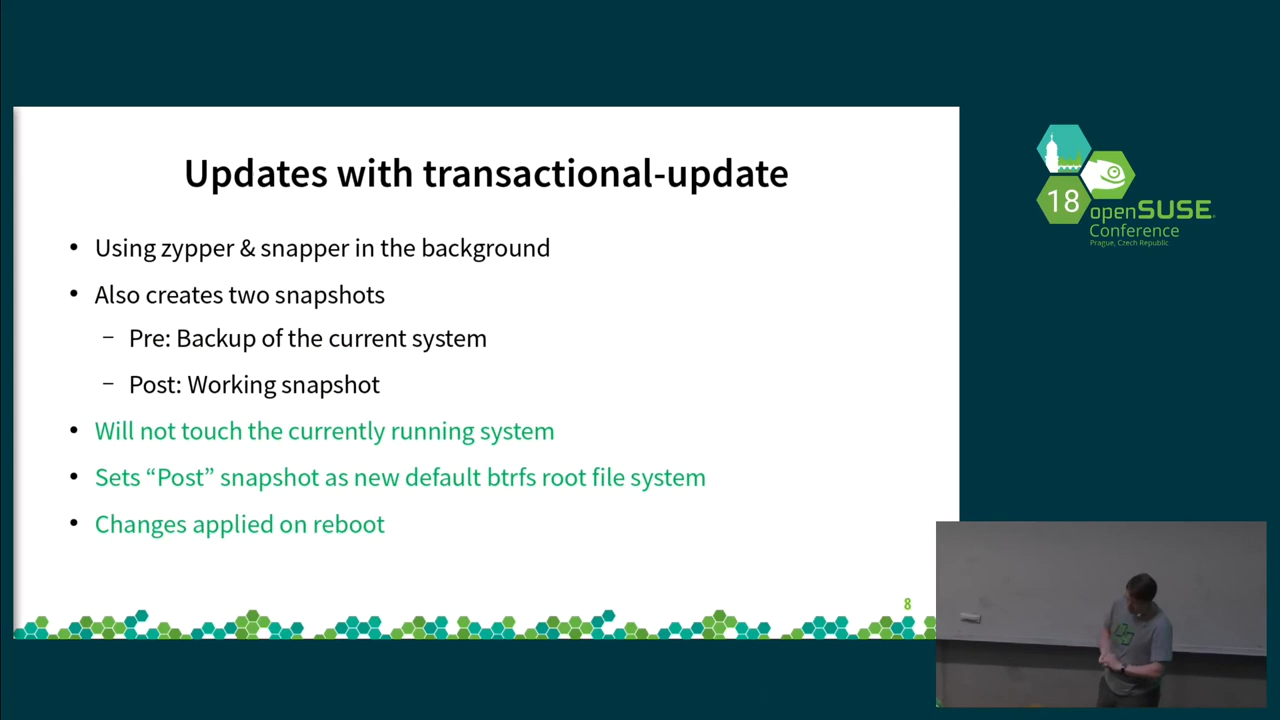 Updates with transactional-update
• Using zypper & snapper in the background
• Also creates two snapshots
– Pre: Backup of the current system
– Post: Working snapshot
• Will not touch the currently running system
• Sets “Post” snapshot as new default btrfs root file system
• Changes applied on reboot
8
18
openSUSE
Conference
Prague, Czech Republic